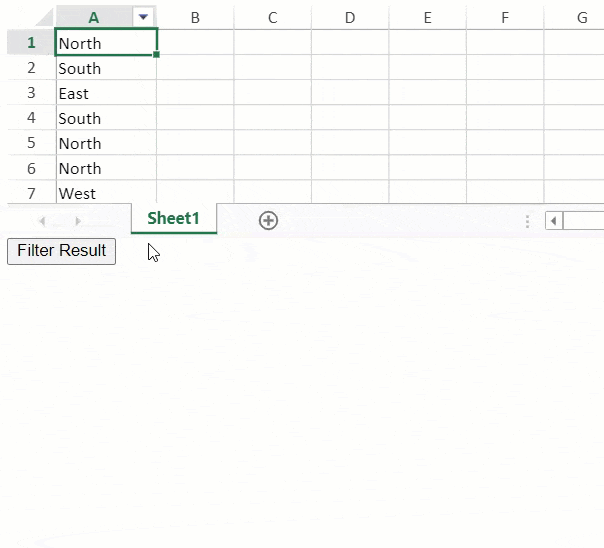 A B C D E F G
1 North
2 South
3 East
4 South
5 North
6 North
7 West
Sheet1
Filter Result